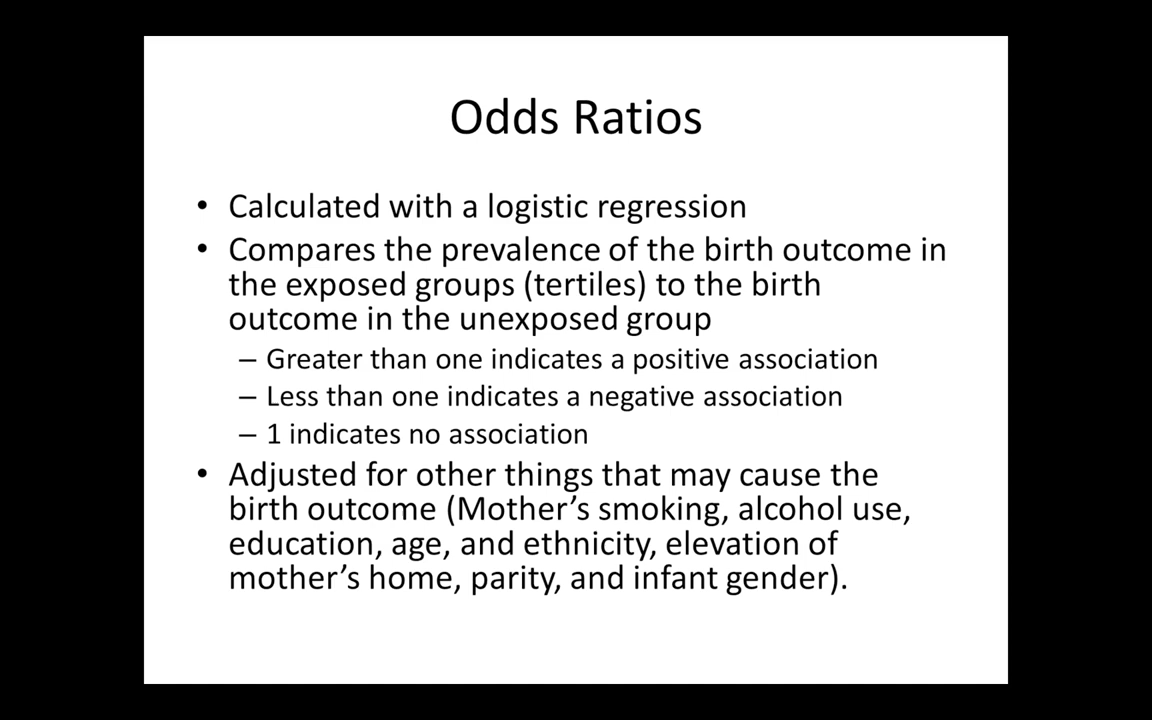 Odds Ratios
• Calculated with a logistic regression
• Compares the prevalence of the birth outcome in
the exposed groups (tertiles) to the birth
outcome in the unexposed group
– Greater than one indicates a positive association
– Less than one indicates a negative association
– 1 indicates no association
• Adjusted for other things that may cause the
birth outcome (Mother’s smoking, alcohol use,
education, age, and ethnicity, elevation of
mother’s home, parity, and infant gender).